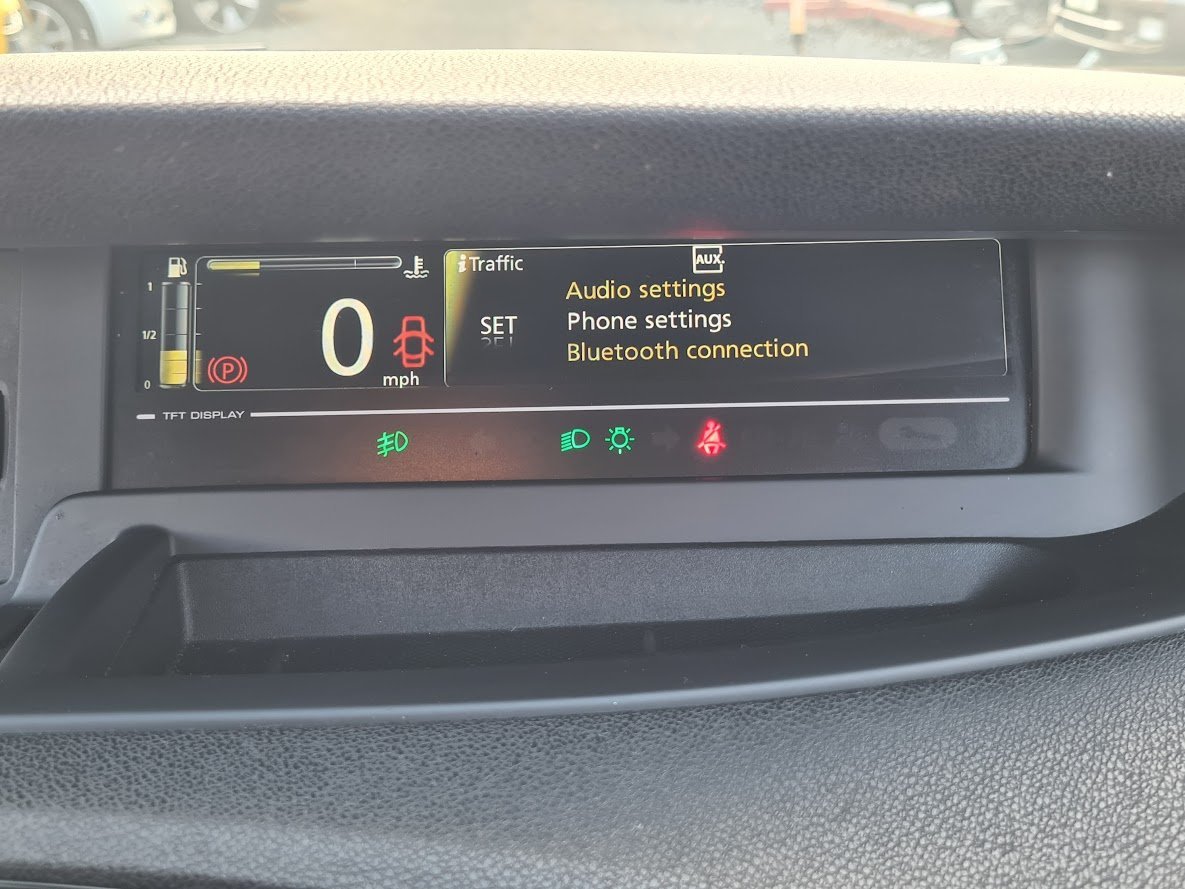 iTraffic
AUX.
1
Audio settings
1/2
SET
Phone settings
0
Bluetooth connection
0
mph
P
TFT DISPLAY